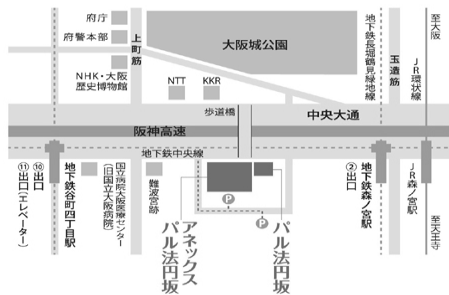 府庁
府警本部
NHK・大阪
歴史博物館
上町筋
大阪城公園
NTT
KKR
歩道橋
中央大通
阪神高速
地下鉄中央線
地下鉄長堀鶴見緑地線
玉造筋
JR環状線
至大阪
⑪出口(エレベーター)
⑩出口
地下鉄谷町四丁目駅
国立病院大阪医療センター
(旧国立大阪病院)
難波宮跡
アネックス
パル法円坂
P
P
パル法円坂
②出口
地下鉄森ノ宮駅
JR森ノ宮駅
至天王寺